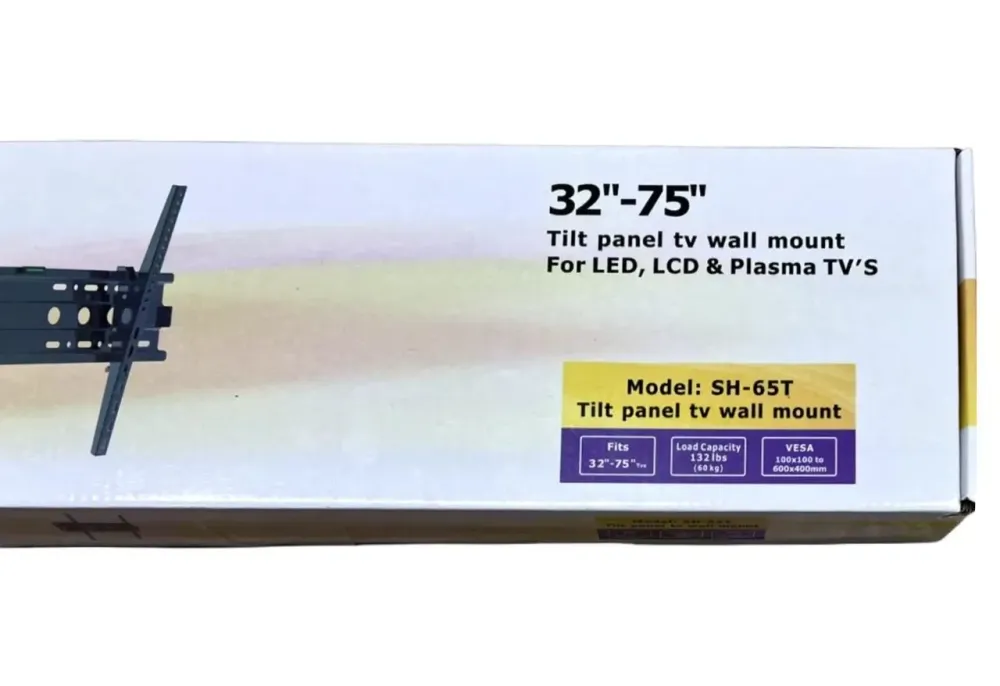 32"-75"
Tilt panel tv wall mount
For LED, LCD & Plasma TV'S
Model: SH-65T
Tilt panel tv wall mount
Fits
32"-75" TVs
Load Capacity
132 lbs
(60 kg)
VESA
100x100 to
600x400mm